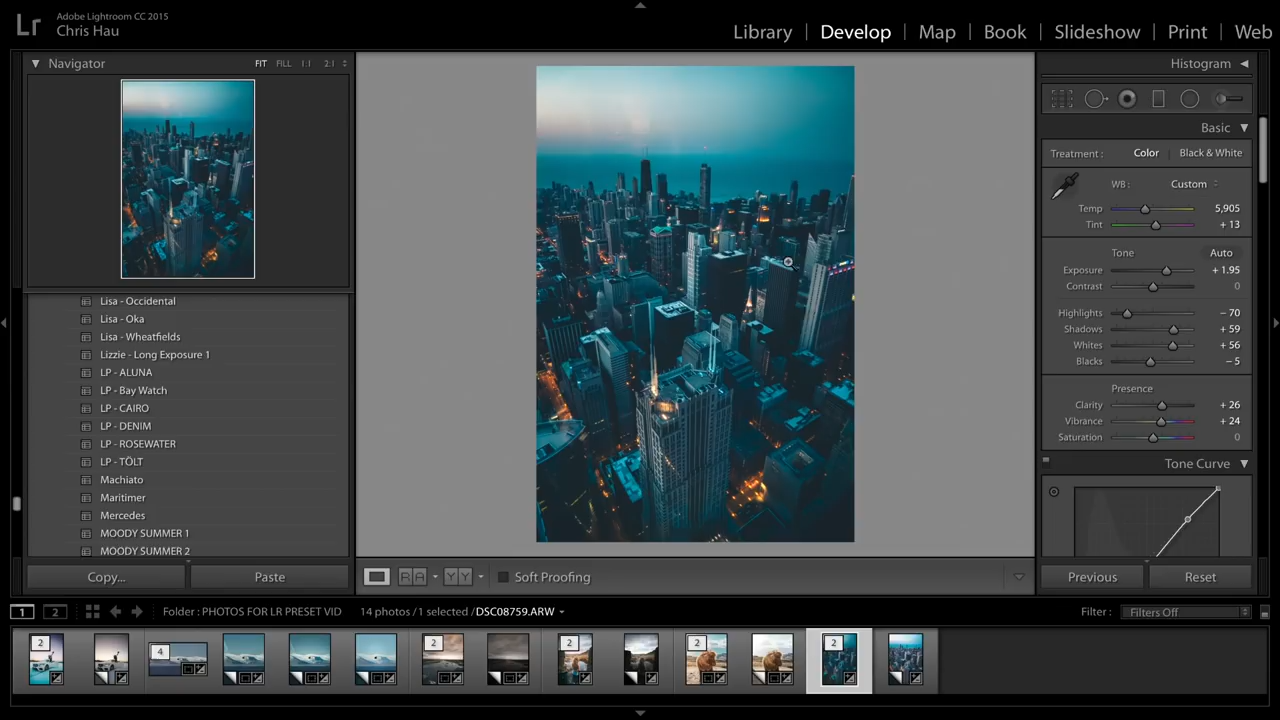 Lr
Adobe Lightroom CC 2015
Chris Hau
Library | Develop | Map | Book | Slideshow | Print | Web
Navigator
FIT FILL 1:1 2:1
Lisa - Occidental
Lisa - Oka
Lisa - Wheatfields
Lizzie - Long Exposure 1
LP - ALUNA
LP - Bay Watch
LP - CAIRO
LP - DENIM
LP - ROSEWATER
LP - TÖLT
Machiato
Maritimer
Mercedes
MOODY SUMMER 1
MOODY SUMMER 2
Copy...
Paste
Soft Proofing
Histogram
Basic
Treatment : Color | Black & White
WB : Custom
Temp 5,905
Tint + 13
Tone Auto
Exposure + 1.95
Contrast 0
Highlights − 70
Shadows + 59
Whites + 56
Blacks − 5
Presence
Clarity + 26
Vibrance + 24
Saturation 0
Tone Curve
Previous
Reset
1 2
Folder : PHOTOS FOR LR PRESET VID
14 photos / 1 selected / DSC08759.ARW
Filter : Filters Off
2 4 2 2 2 2